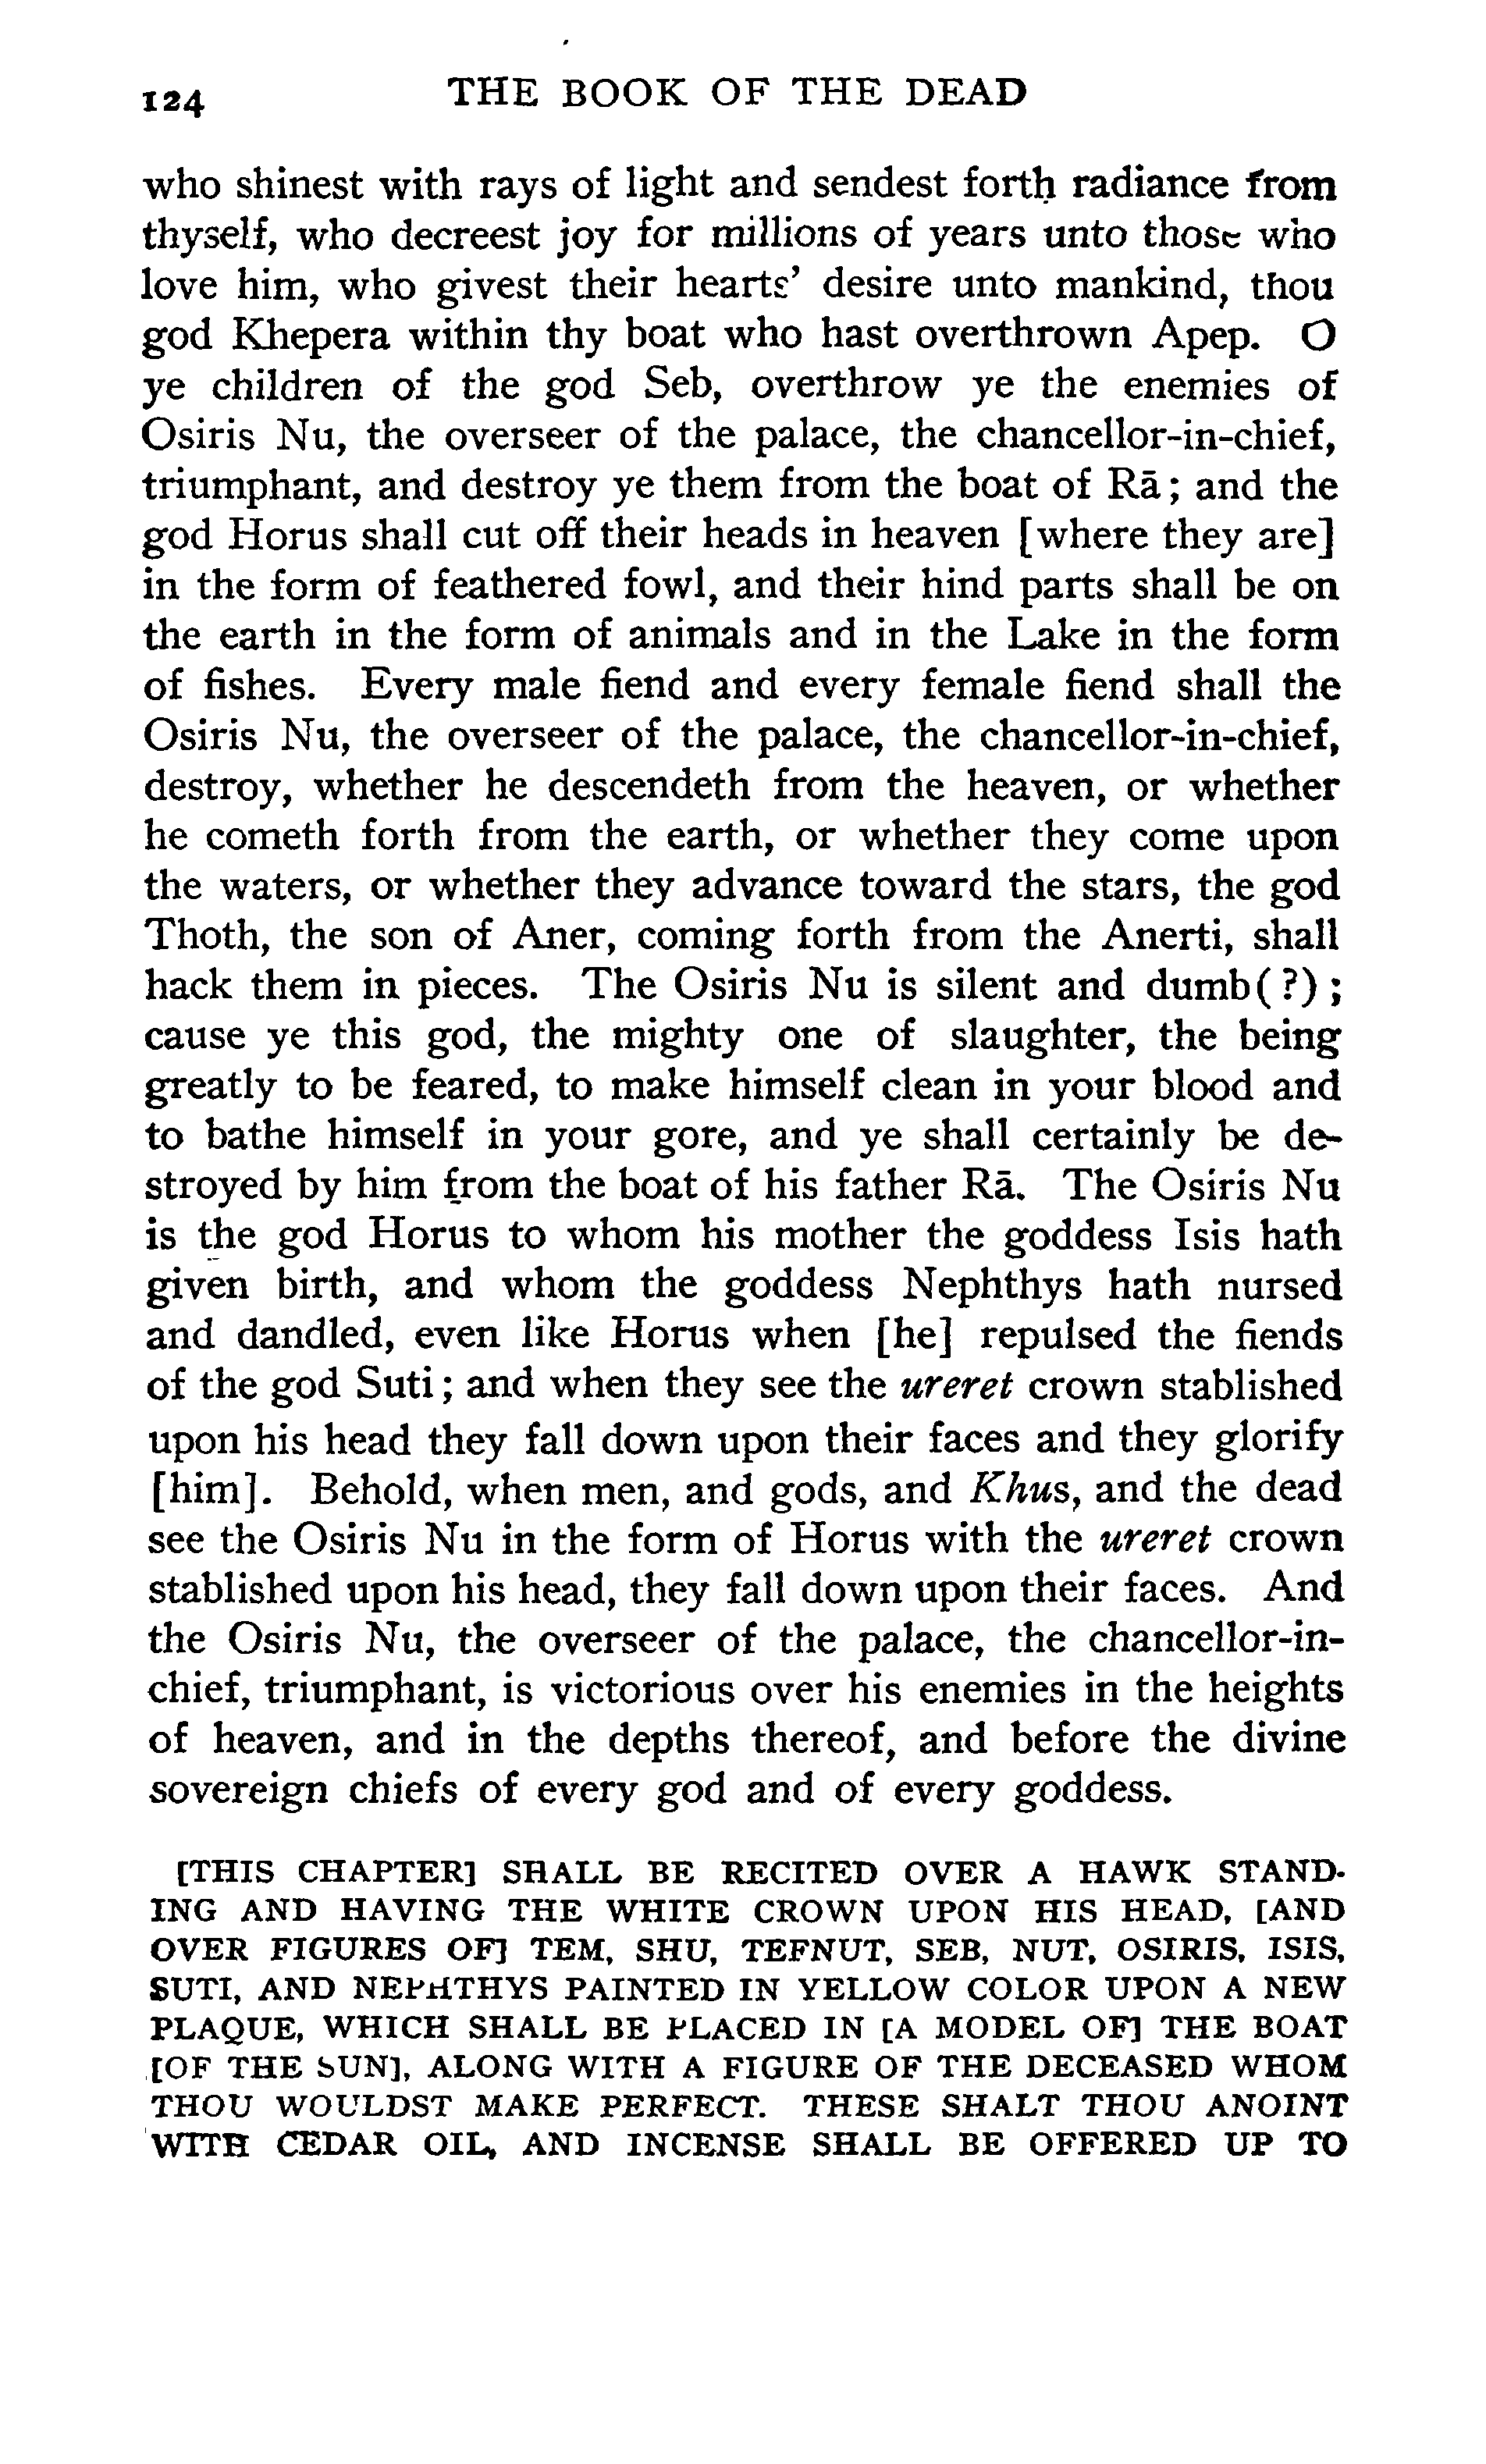 124 THE BOOK OF THE DEAD
who shinest with rays of light and sendest forth radiance from
thyself, who decreest joy for millions of years unto those who
love him, who givest their hearts' desire unto mankind, thou
god Khepera within thy boat who hast overthrown Apep. O
ye children of the god Seb, overthrow ye the enemies of
Osiris Nu, the overseer of the palace, the chancellor-in-chief,
triumphant, and destroy ye them from the boat of Rā; and the
god Horus shall cut off their heads in heaven [where they are]
in the form of feathered fowl, and their hind parts shall be on
the earth in the form of animals and in the Lake in the form
of fishes. Every male fiend and every female fiend shall the
Osiris Nu, the overseer of the palace, the chancellor-in-chief,
destroy, whether he descendeth from the heaven, or whether
he cometh forth from the earth, or whether they come upon
the waters, or whether they advance toward the stars, the god
Thoth, the son of Aner, coming forth from the Anerti, shall
hack them in pieces. The Osiris Nu is silent and dumb(?);
cause ye this god, the mighty one of slaughter, the being
greatly to be feared, to make himself clean in your blood and
to bathe himself in your gore, and ye shall certainly be de-
stroyed by him from the boat of his father Rā. The Osiris Nu
is the god Horus to whom his mother the goddess Isis hath
given birth, and whom the goddess Nephthys hath nursed
and dandled, even like Horus when [he] repulsed the fiends
of the god Suti; and when they see the ureret crown stablished
upon his head they fall down upon their faces and they glorify
[him]. Behold, when men, and gods, and Khus, and the dead
see the Osiris Nu in the form of Horus with the ureret crown
stablished upon his head, they fall down upon their faces. And
the Osiris Nu, the overseer of the palace, the chancellor-in-
chief, triumphant, is victorious over his enemies in the heights
of heaven, and in the depths thereof, and before the divine
sovereign chiefs of every god and of every goddess.
[THIS CHAPTER] SHALL BE RECITED OVER A HAWK STAND-
ING AND HAVING THE WHITE CROWN UPON HIS HEAD, [AND
OVER FIGURES OF] TEM, SHU, TEFNUT, SEB, NUT, OSIRIS, ISIS,
SUTI, AND NEPHTHYS PAINTED IN YELLOW COLOR UPON A NEW
PLAQUE, WHICH SHALL BE PLACED IN [A MODEL OF] THE BOAT
[OF THE SUN], ALONG WITH A FIGURE OF THE DECEASED WHOM
THOU WOULDST MAKE PERFECT. THESE SHALT THOU ANOINT
WITH CEDAR OIL, AND INCENSE SHALL BE OFFERED UP TO